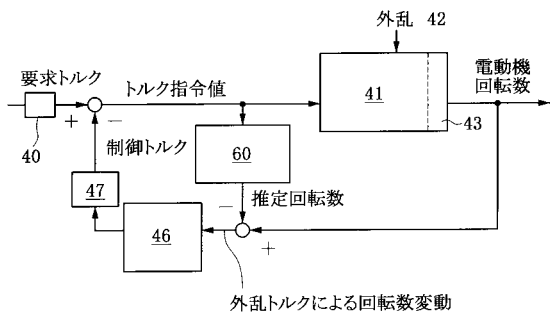 外乱 42
要求トルク
トルク指令値
電動機
回転数
+
−
40
41
43
制御トルク
60
47
−
推定回転数
46
+
外乱トルクによる回転数変動